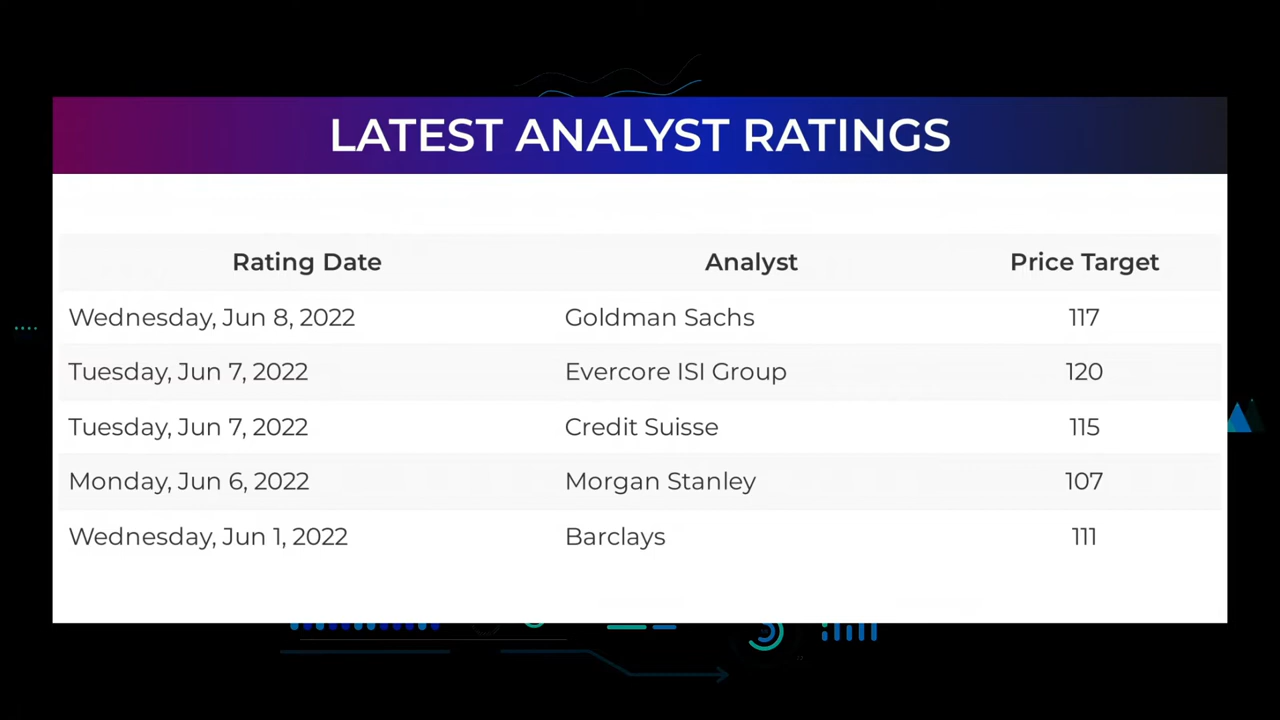 LATEST ANALYST RATINGS
Rating Date Analyst Price Target
Wednesday, Jun 8, 2022 Goldman Sachs 117
Tuesday, Jun 7, 2022 Evercore ISI Group 120
Tuesday, Jun 7, 2022 Credit Suisse 115
Monday, Jun 6, 2022 Morgan Stanley 107
Wednesday, Jun 1, 2022 Barclays 111